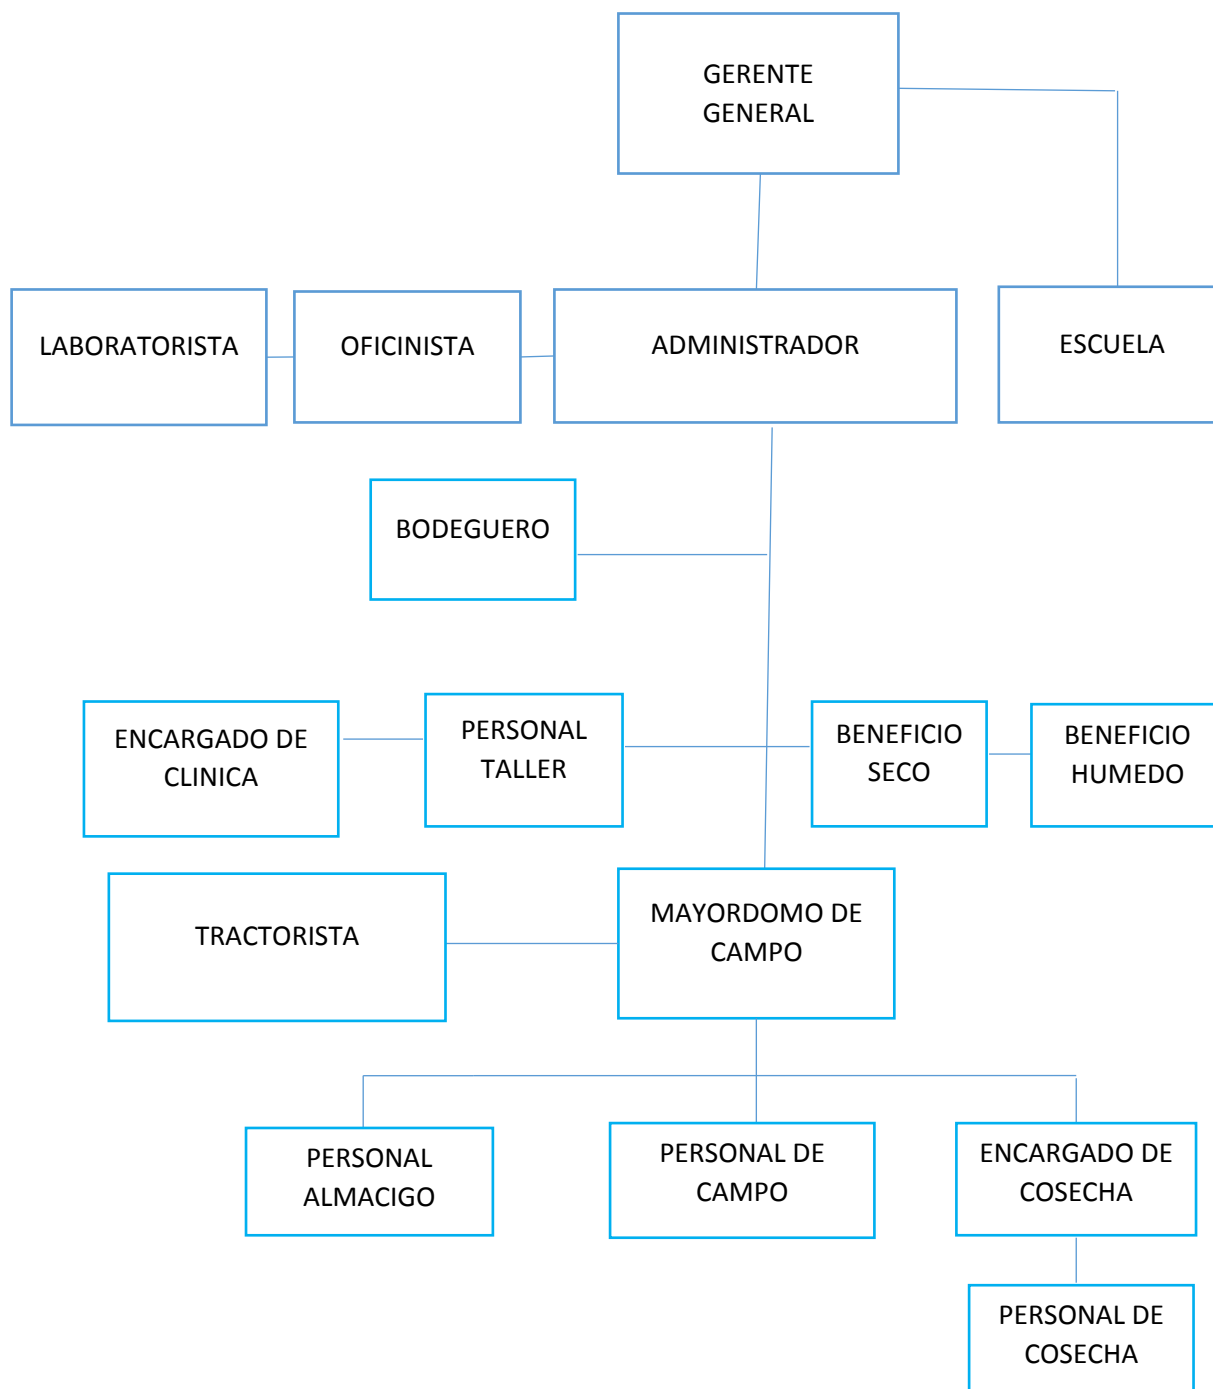 GERENTE
GENERAL
LABORATORISTA
OFICINISTA
ADMINISTRADOR
ESCUELA
BODEGUERO
ENCARGADO DE
CLINICA
PERSONAL
TALLER
BENEFICIO
SECO
BENEFICIO
HUMEDO
TRACTORISTA
MAYORDOMO DE
CAMPO
PERSONAL
ALMACIGO
PERSONAL DE
CAMPO
ENCARGADO DE
COSECHA
PERSONAL DE
COSECHA